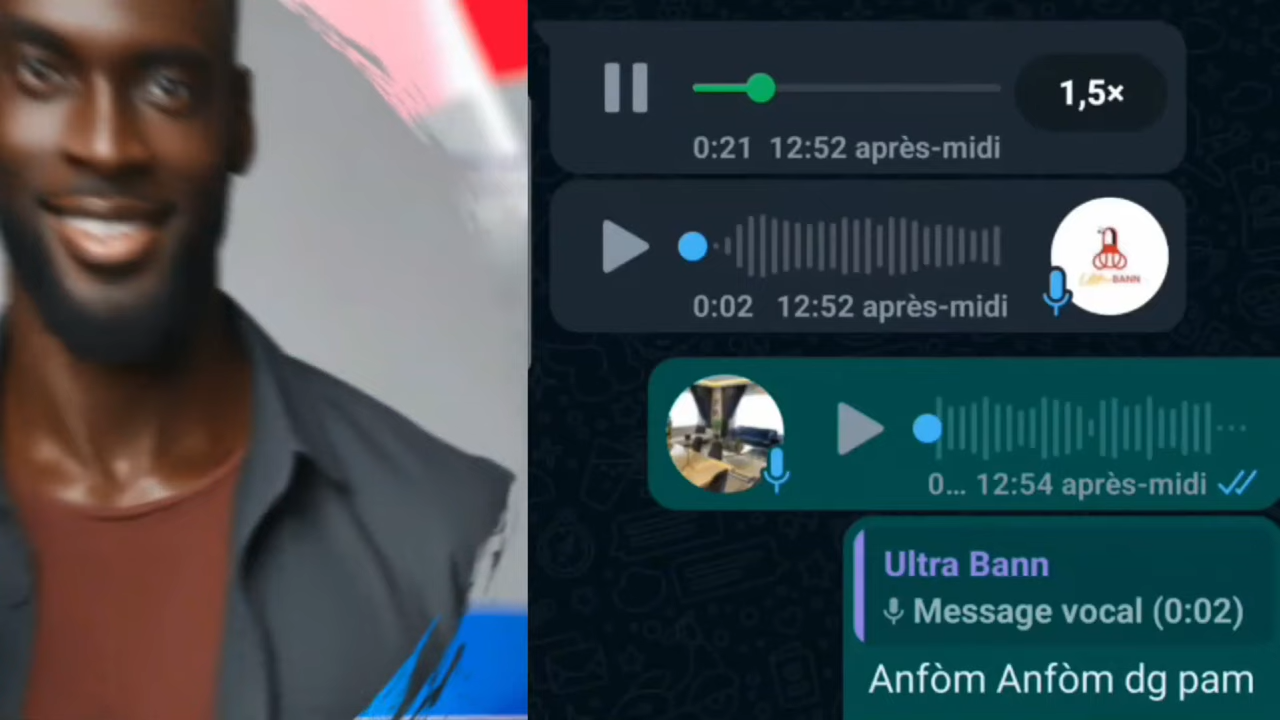 1,5×
0:21 12:52 après-midi
BANN
0:02 12:52 après-midi
0... 12:54 après-midi
Ultra Bann
Message vocal (0:02)
Anfòm Anfòm dg pam